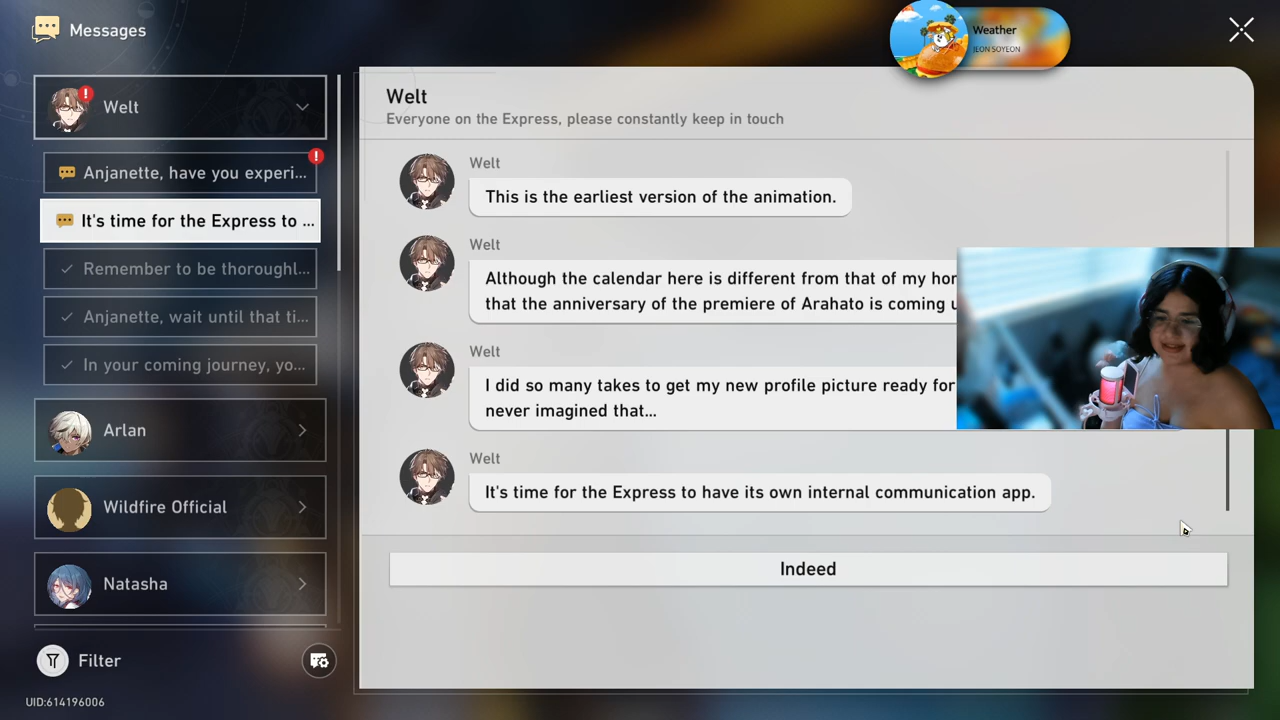 Messages
Weather
JEON SOYEON
Welt
Anjanette, have you experi...
It's time for the Express to ...
Remember to be thoroughl...
Anjanette, wait until that ti...
In your coming journey, yo...
Arlan
Wildfire Official
Natasha
Filter
UID:614196006
Welt
Everyone on the Express, please constantly keep in touch
Welt
This is the earliest version of the animation.
Welt
Although the calendar here is different from that of my
that the anniversary of the premiere of Arahato is coming
Welt
I did so many takes to get my new profile picture ready for
never imagined that...
Welt
It's time for the Express to have its own internal communication app.
Indeed